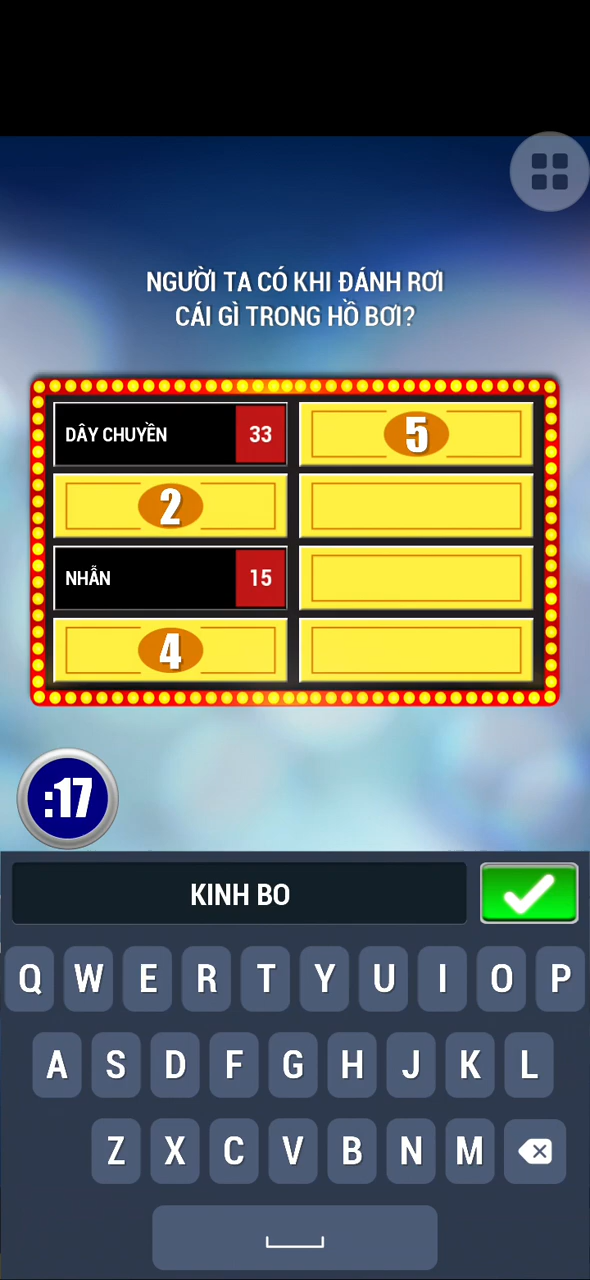 NGƯỜI TA CÓ KHI ĐÁNH RƠI
CÁI GÌ TRONG HỒ BƠI?
DÂY CHUYỀN 33
5
2
NHẪN 15
4
:17
KINH BO
Q W E R T Y U I O P
A S D F G H J K L
Z X C V B N M